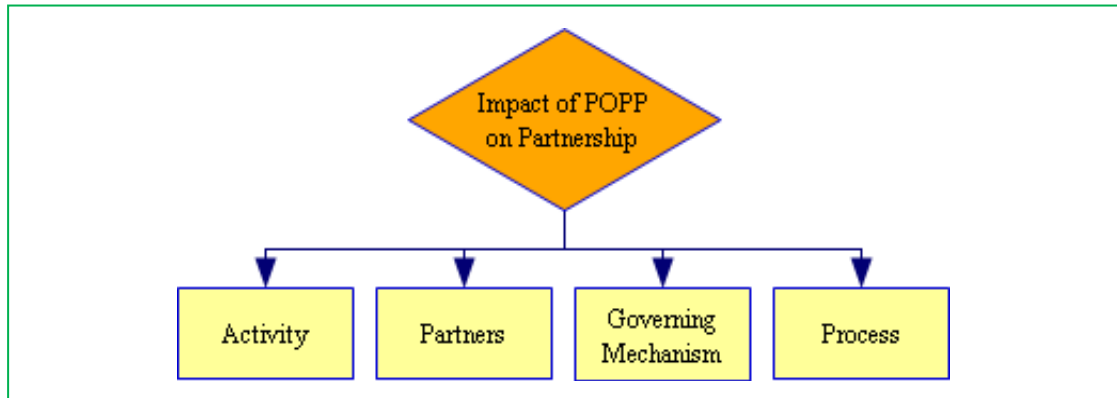 Impact of POPP
on Partnership
Activity
Partners
Governing
Mechanism
Process